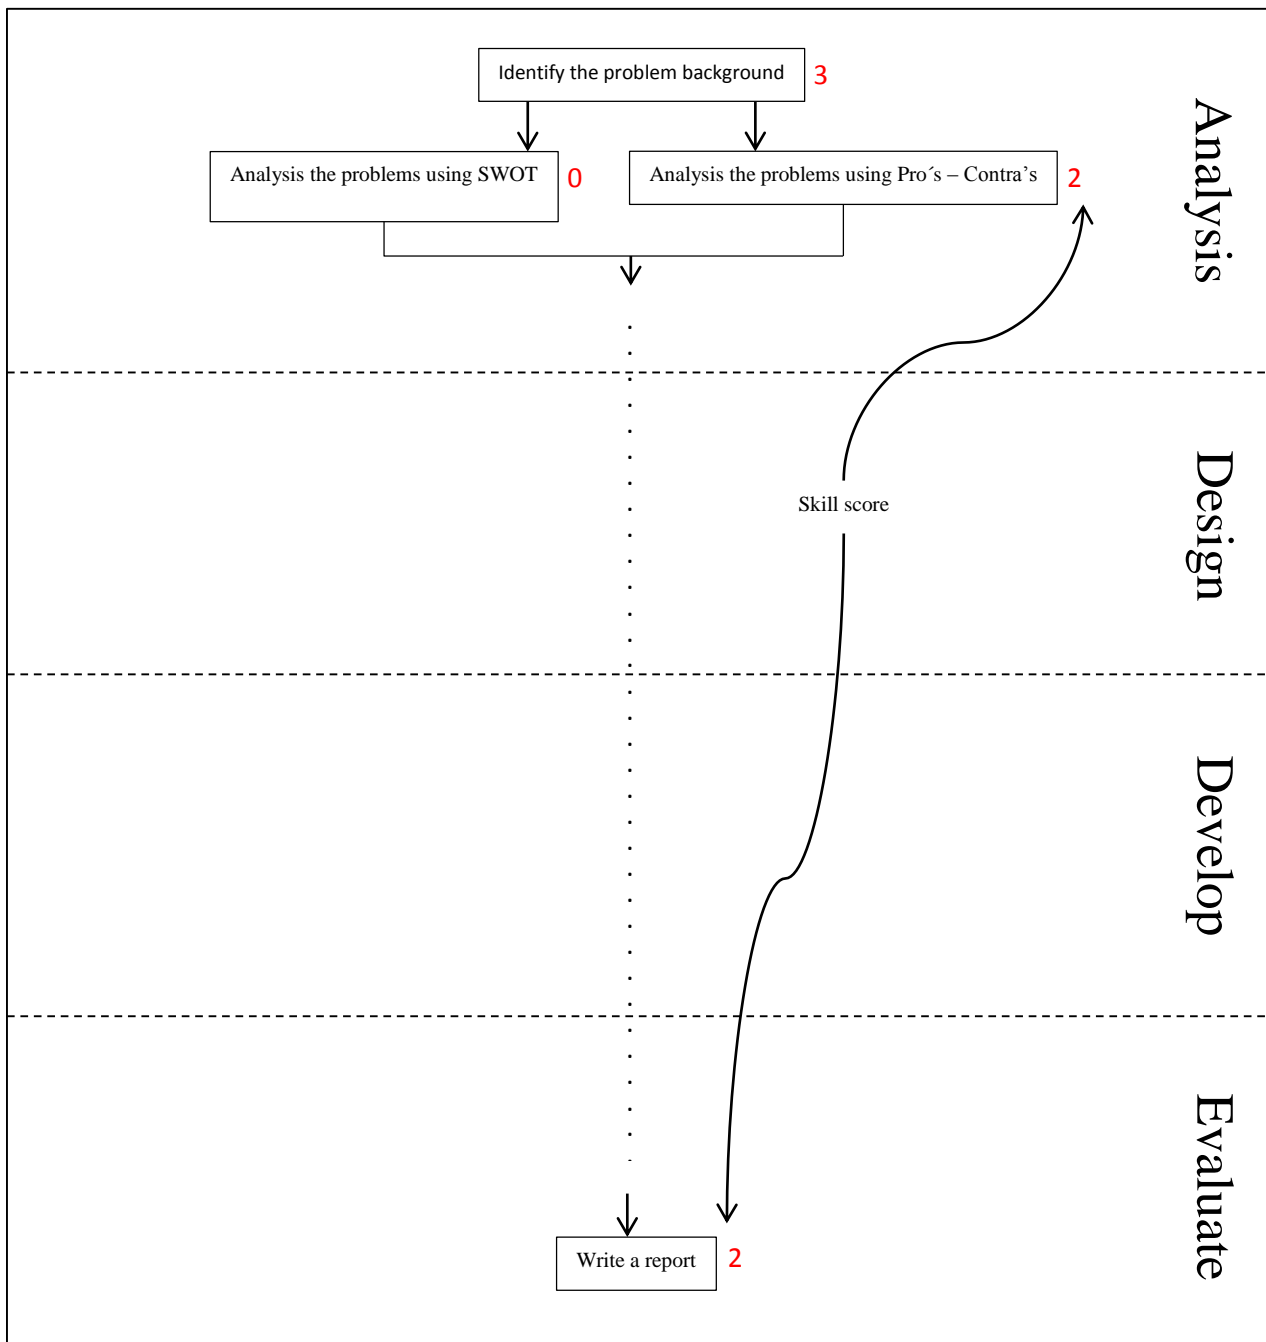 Identify the problem background
3
Analysis the problems using SWOT
0
Analysis the problems using Pro´s – Contra’s
2
Analysis
Skill score
Design
Develop
Write a report
2
Evaluate